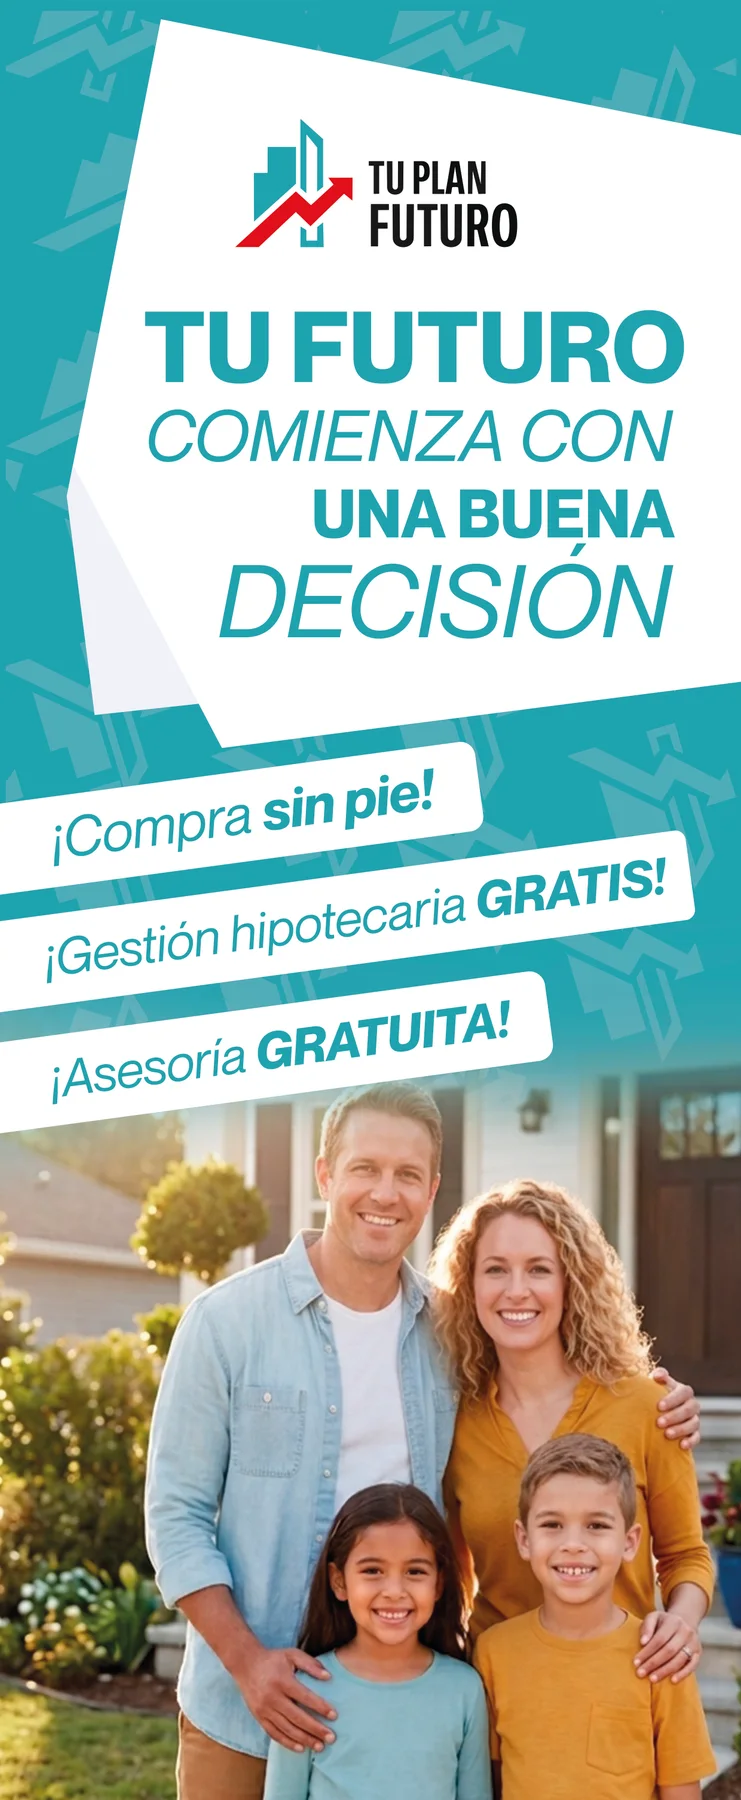 TU PLAN
FUTURO
TU FUTURO
COMIENZA CON
UNA BUENA
DECISIÓN
¡Compra sin pie!
¡Gestión hipotecaria GRATIS!
¡Asesoría GRATUITA!